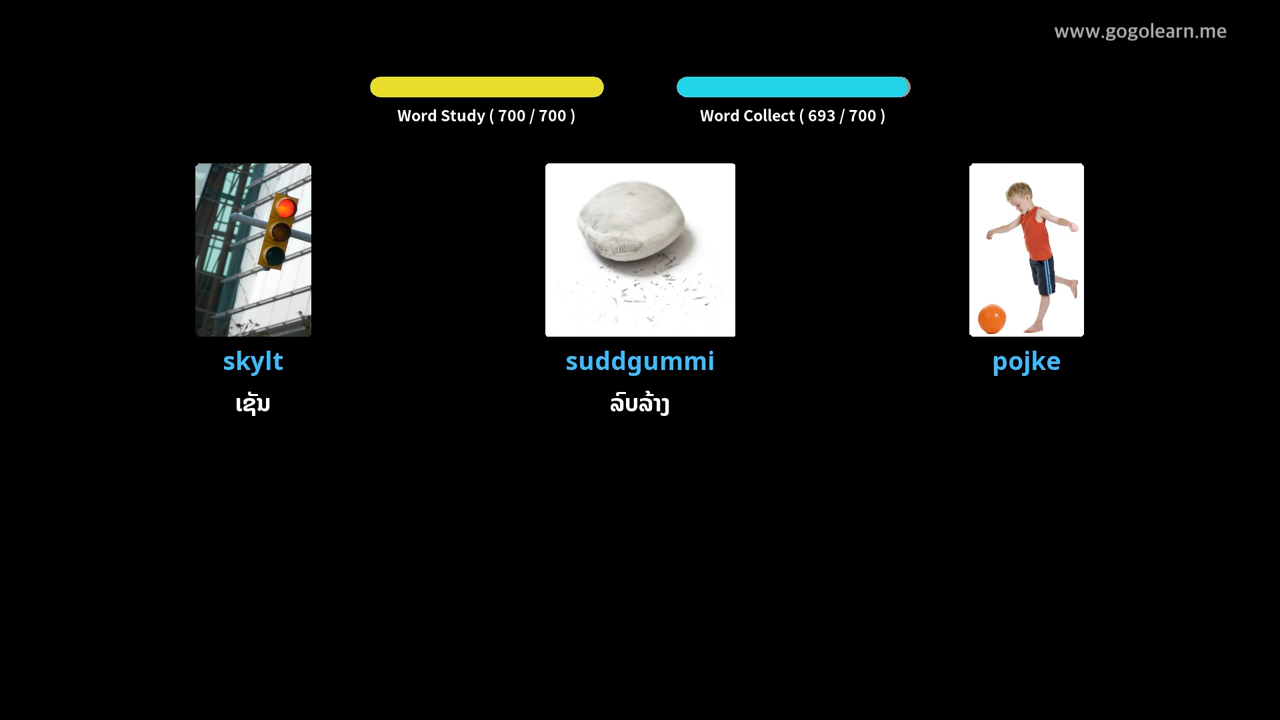 www.gogolearn.me
Word Study ( 700 / 700 )
Word Collect ( 693 / 700 )
skylt
suddgummi
pojke
ເຊັນ
ລົບລ້າງ